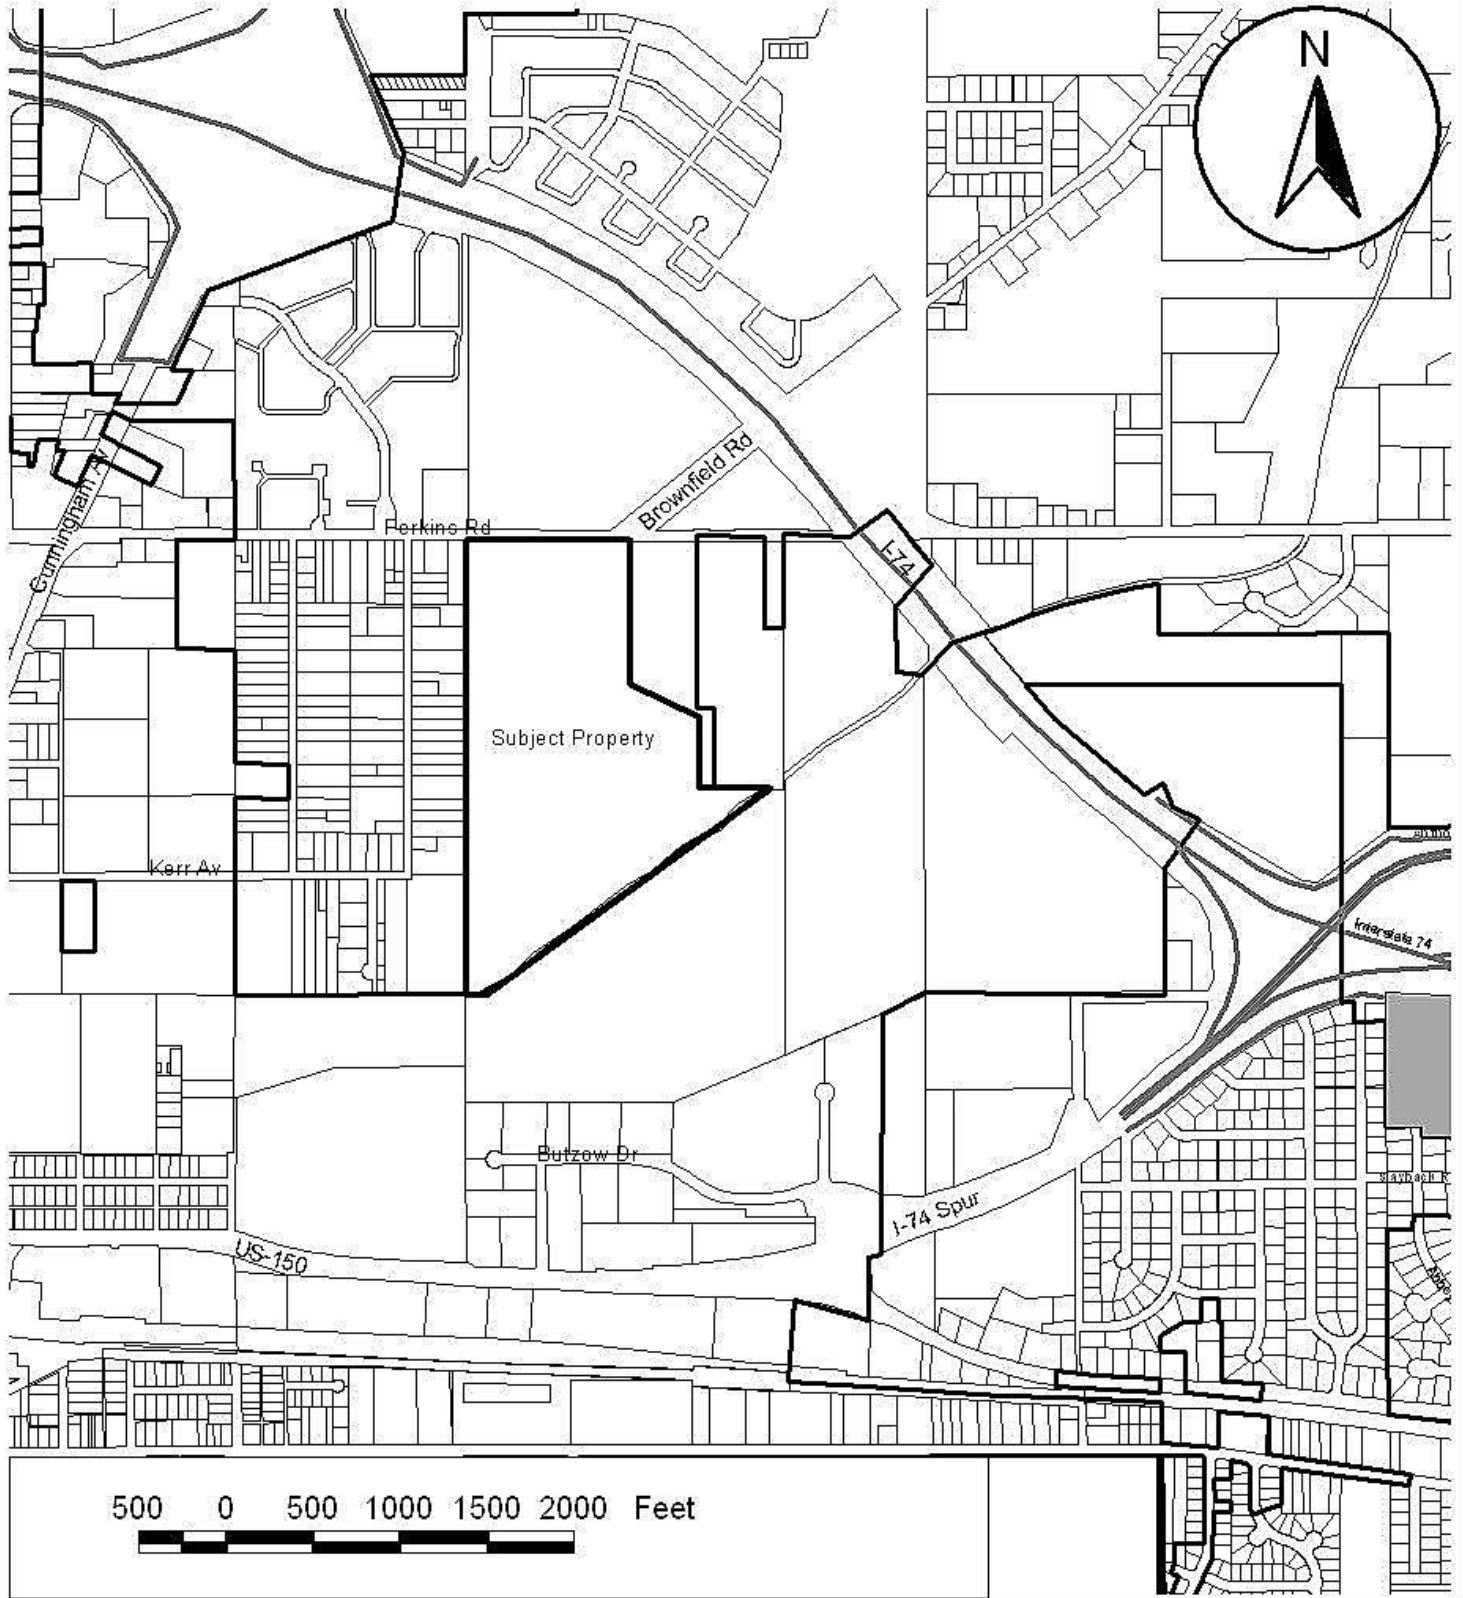 N
Brownfield Rd
Perkins Rd
Cunningham Av
I-74
Subject Property
Kerr Av
Interstate 74
Butzow Dr
Slayback R
I-74 Spur
US-150
500 0 500 1000 1500 2000 Feet